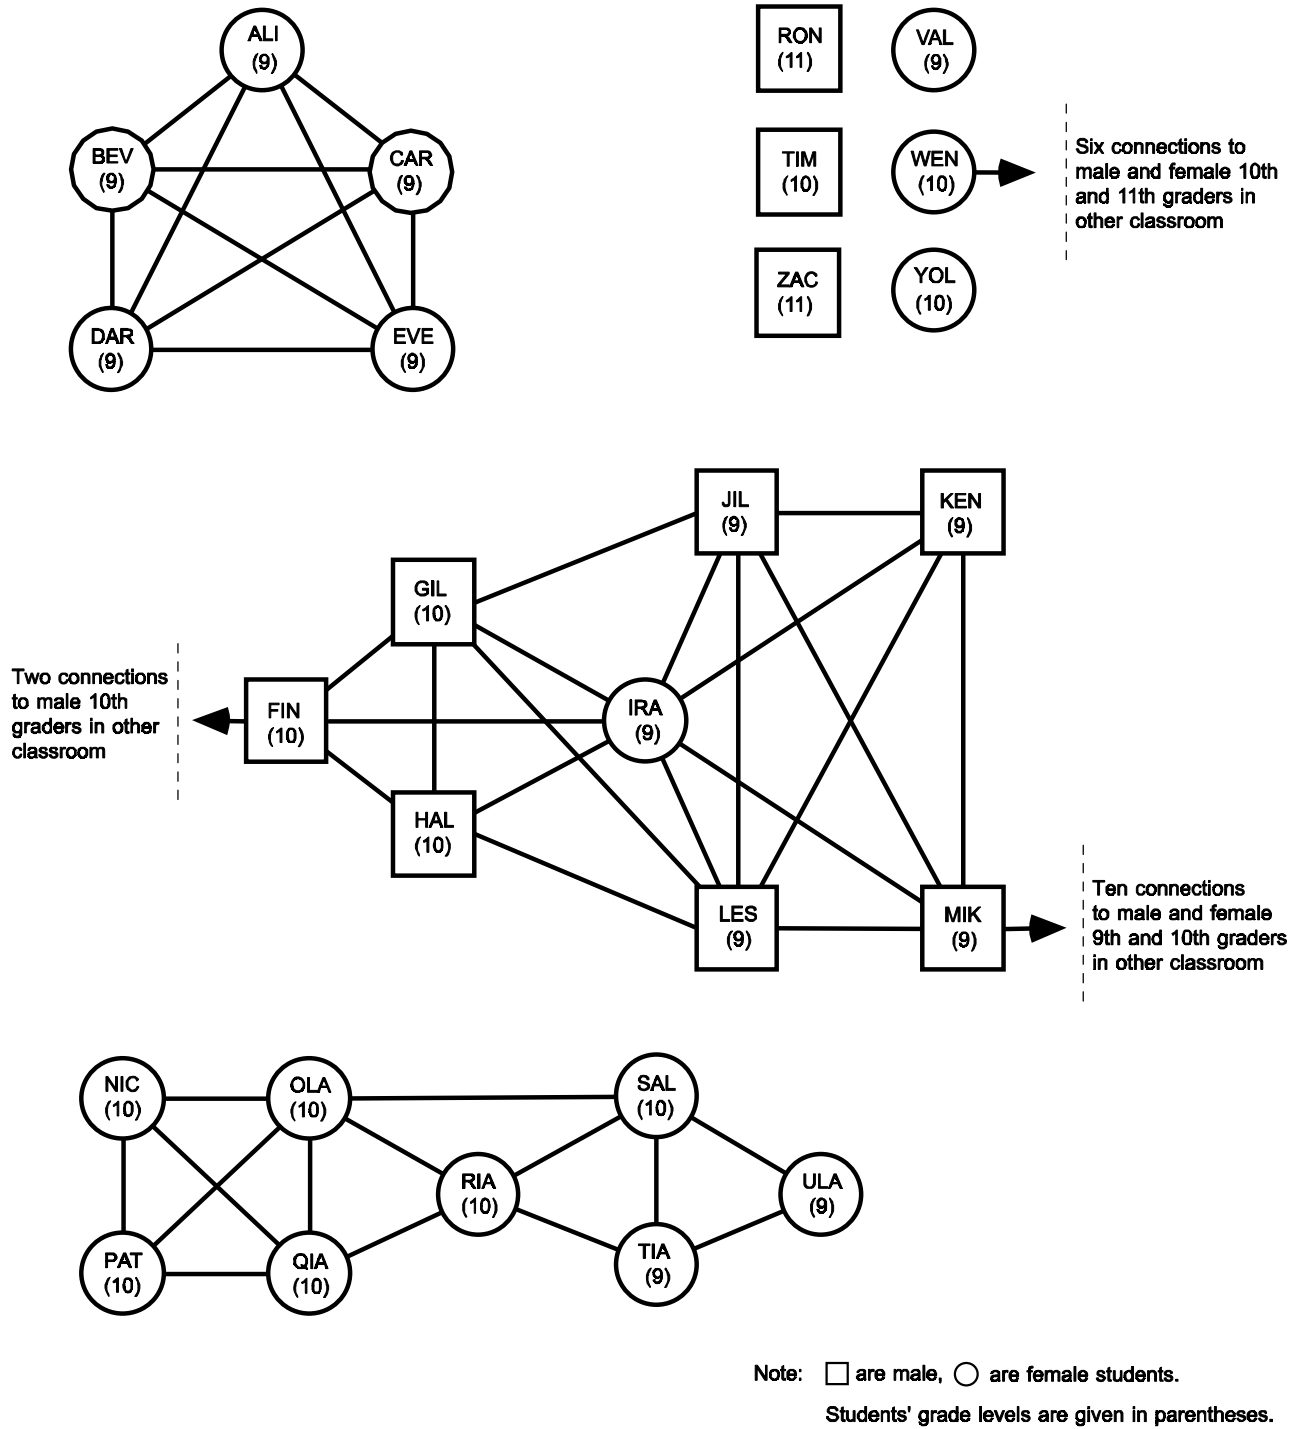 ALI
(9)
BEV
(9)
CAR
(9)
DAR
(9)
EVE
(9)
RON
(11)
VAL
(9)
TIM
(10)
WEN
(10)
ZAC
(11)
YOL
(10)
Six connections to
male and female 10th
and 11th graders in
other classroom
JIL
(9)
KEN
(9)
GIL
(10)
Two connections
to male 10th
graders in other
classroom
FIN
(10)
IRA
(9)
HAL
(10)
LES
(9)
MIK
(9)
Ten connections
to male and female
9th and 10th graders
in other classroom
NIC
(10)
OLA
(10)
SAL
(10)
RIA
(10)
ULA
(9)
PAT
(10)
QIA
(10)
TIA
(9)
Note: are male, are female students.
Students' grade levels are given in parentheses.